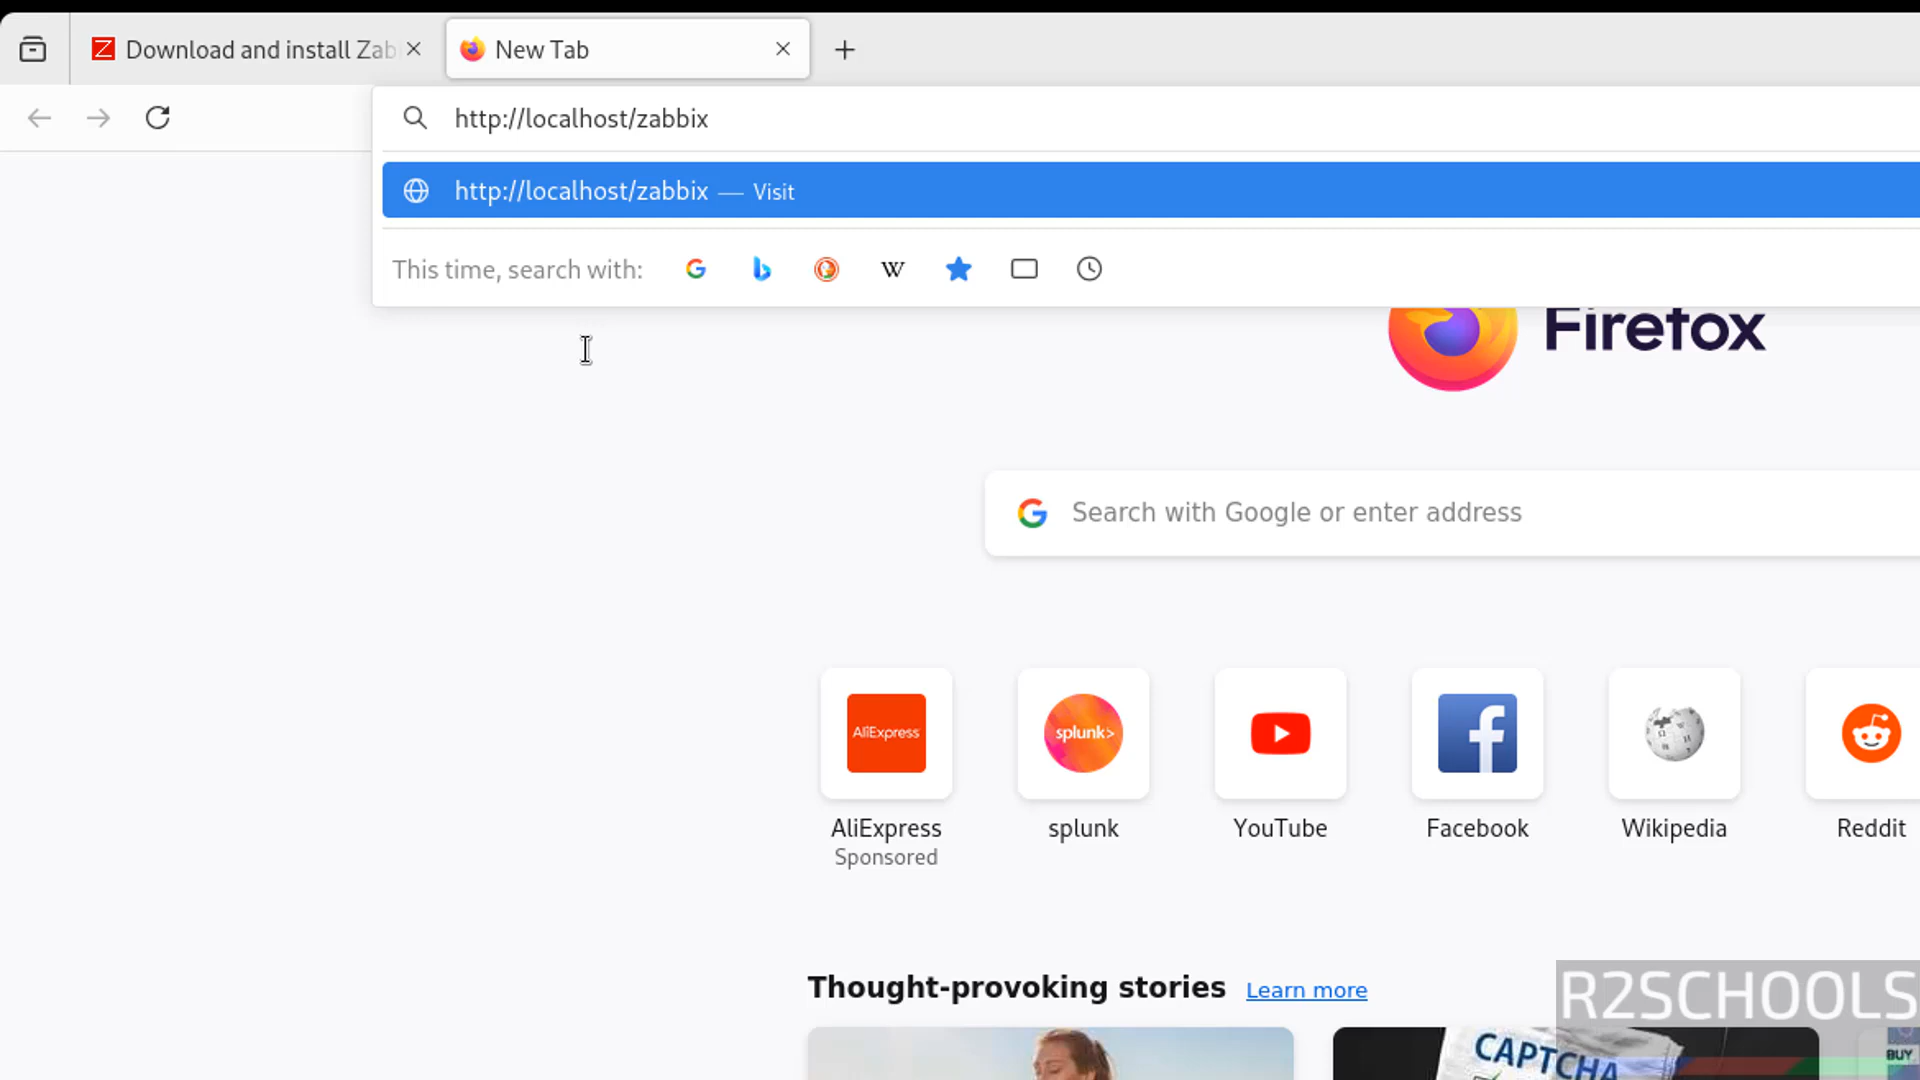 Download and install Zab
New Tab
http://localhost/zabbix
http://localhost/zabbix — Visit
This time, search with:
Firefox
Search with Google or enter address
AliExpress
splunk>
AliExpress
Sponsored
splunk
YouTube
Facebook
Wikipedia
Reddit
Thought-provoking stories
Learn more
R2SCHOOLS
CAPTCHA
BUY